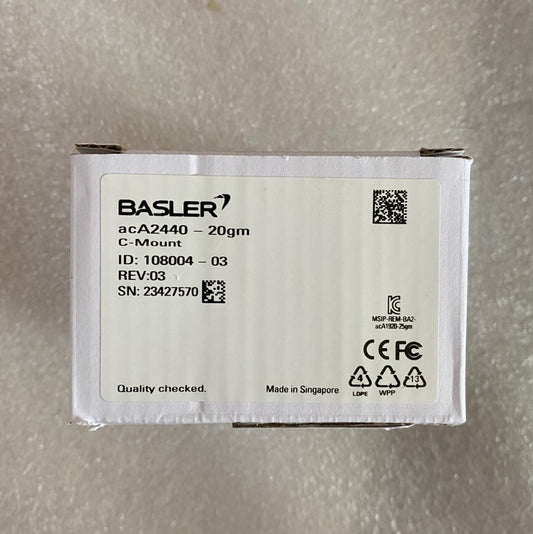 BASLER
acA2440 – 20gm
C-Mount
ID: 108004 – 03
REV:03
SN: 23427570
MSIP-REM-BA2-
acA1920-25gm
CE FC
4 13
LDPE WPP
Quality checked.
Made in Singapore